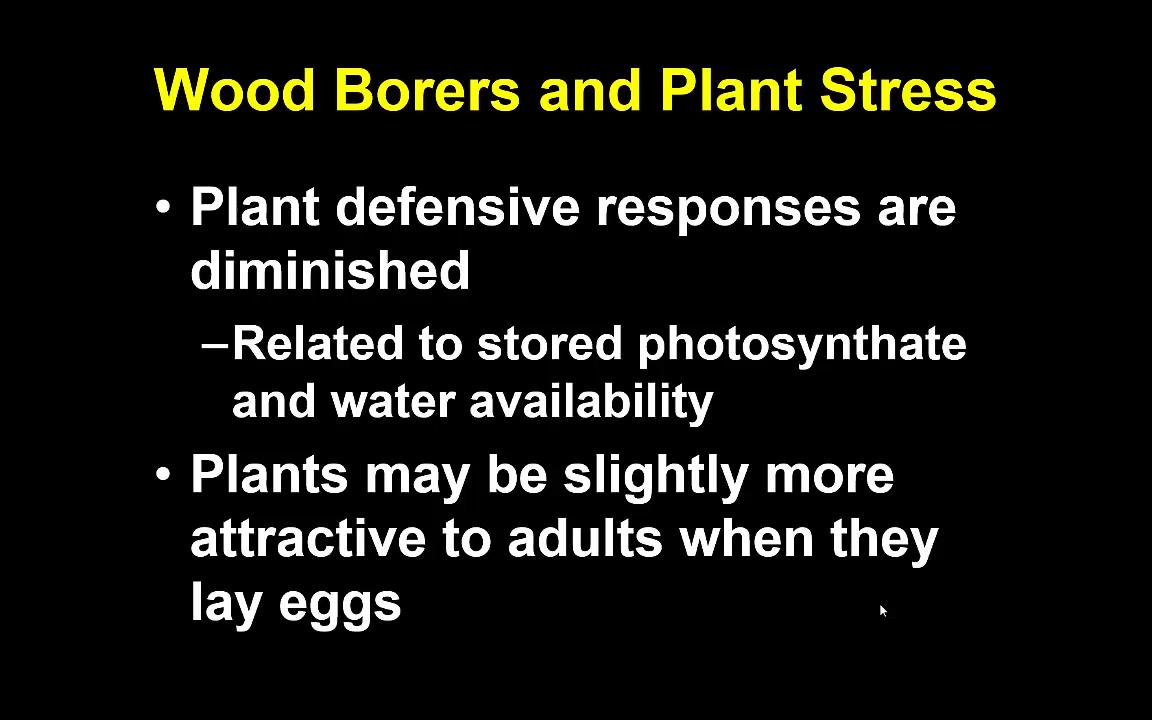 Wood Borers and Plant Stress
• Plant defensive responses are
diminished
–Related to stored photosynthate
and water availability
• Plants may be slightly more
attractive to adults when they
lay eggs